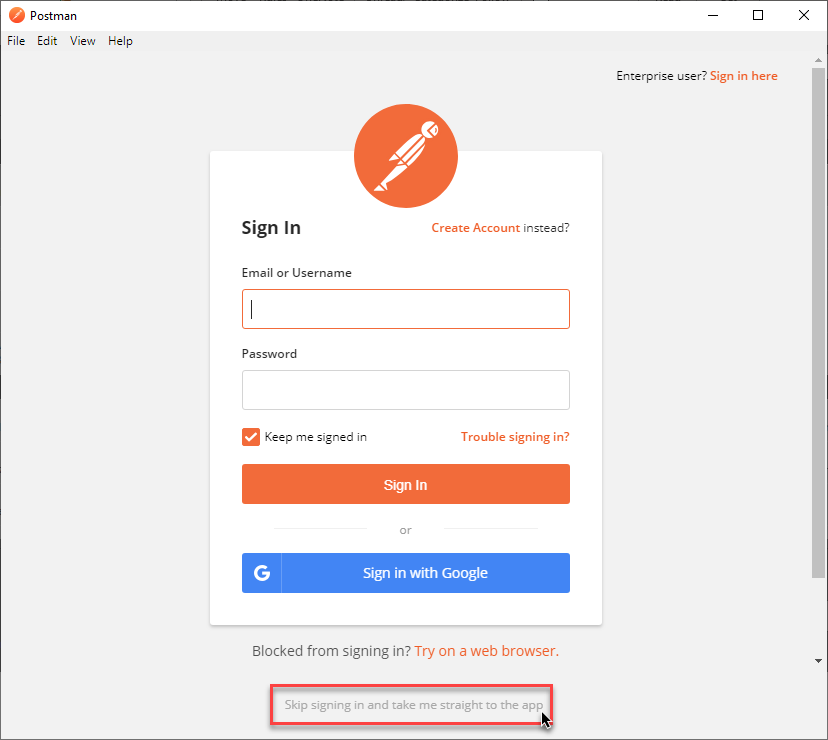 Postman
File Edit View Help
Enterprise user? Sign in here
Sign In
Create Account instead?
Email or Username
Password
Keep me signed in
Trouble signing in?
Sign In
or
G Sign in with Google
Blocked from signing in? Try on a web browser.
Skip signing in and take me straight to the app